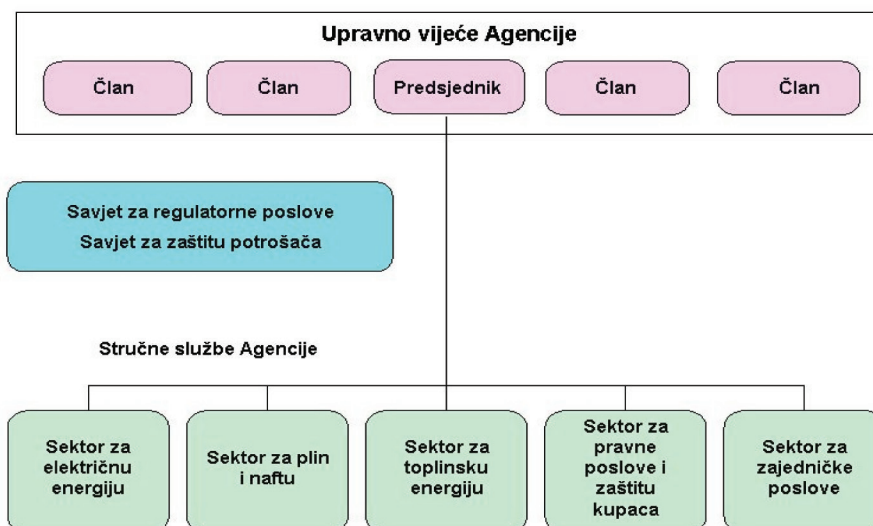 Upravno vijeće Agencije
Član
Član
Predsjednik
Član
Član
Savjet za regulatorne poslove
Savjet za zaštitu potrošača
Stručne službe Agencije
Sektor za
električnu
energiju
Sektor za plin
i naftu
Sektor za
toplinsku
energiju
Sektor za
pravne
poslove i
zaštitu
kupaca
Sektor za
zajedničke
poslove